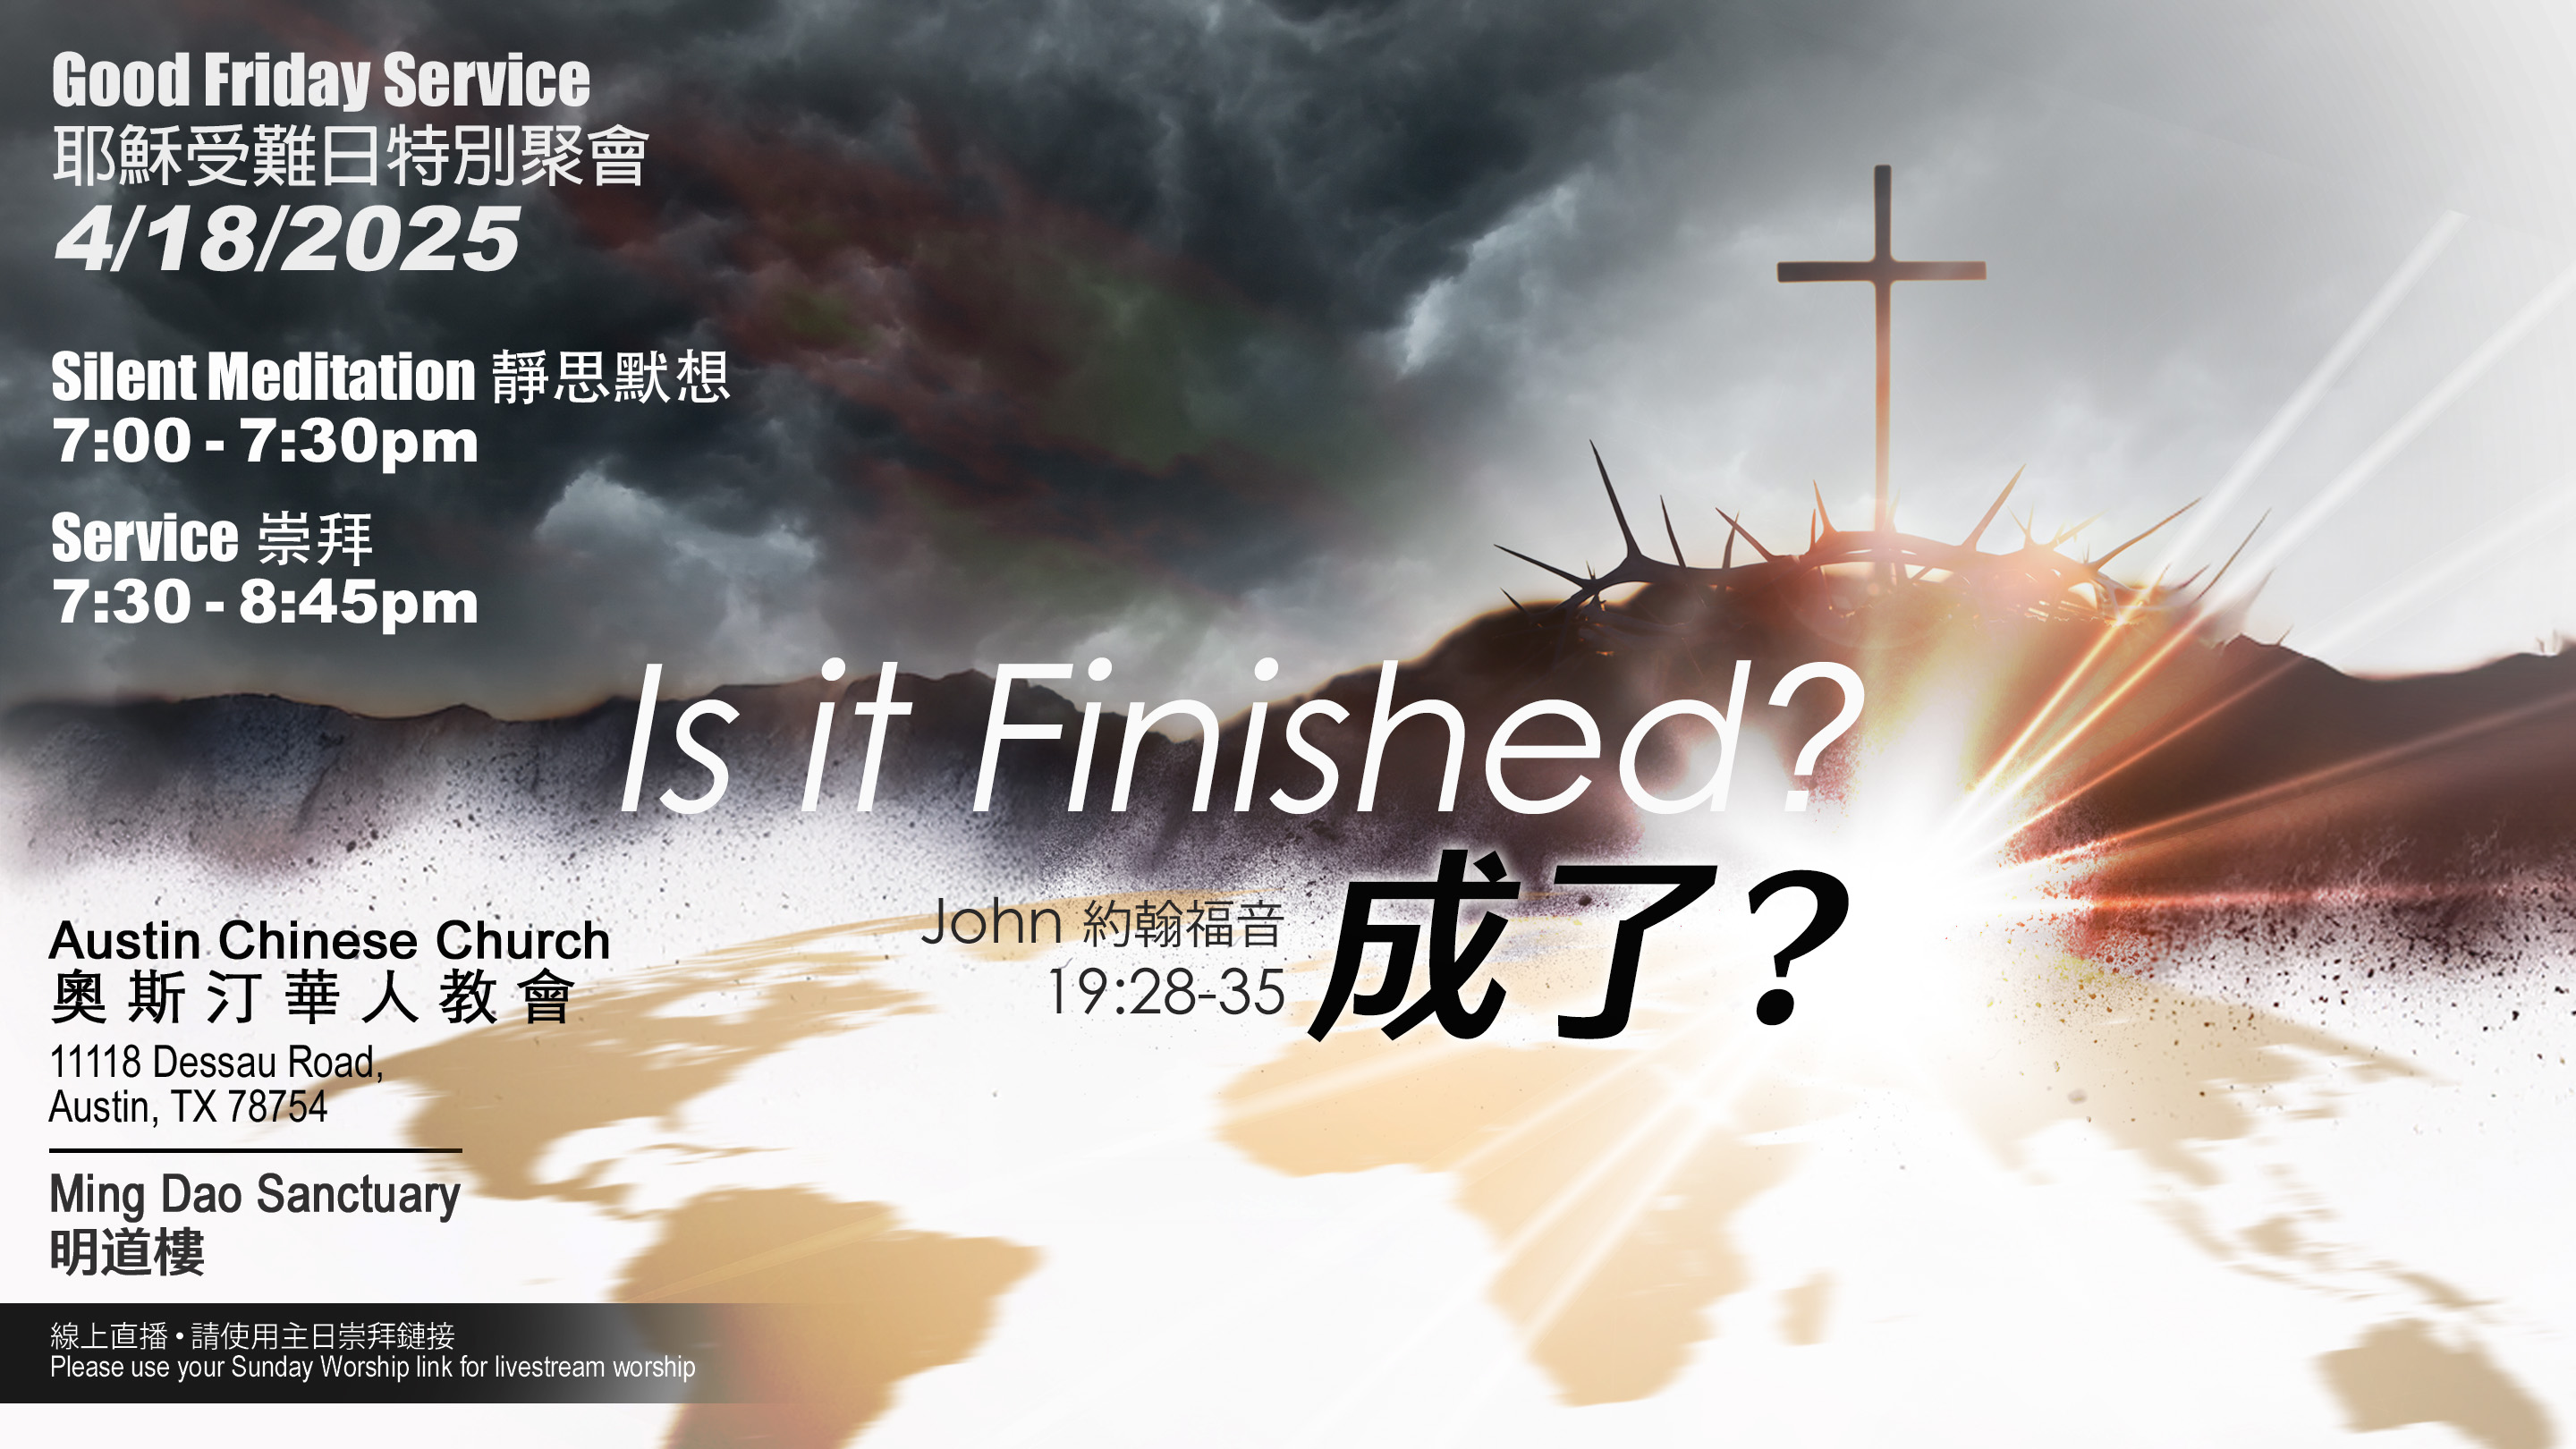 Good Friday Service
耶穌受難日特別聚會
4/18/2025
Silent Meditation 靜思默想
7:00 - 7:30pm
Service 崇拜
7:30 - 8:45pm
Is it Finished?
成了?
John 約翰福音
19:28-35
Austin Chinese Church
奧斯汀華人教會
11118 Dessau Road,
Austin, TX 78754
Ming Dao Sanctuary
明道樓
線上直播•請使用主日崇拜鏈接
Please use your Sunday Worship link for livestream worship